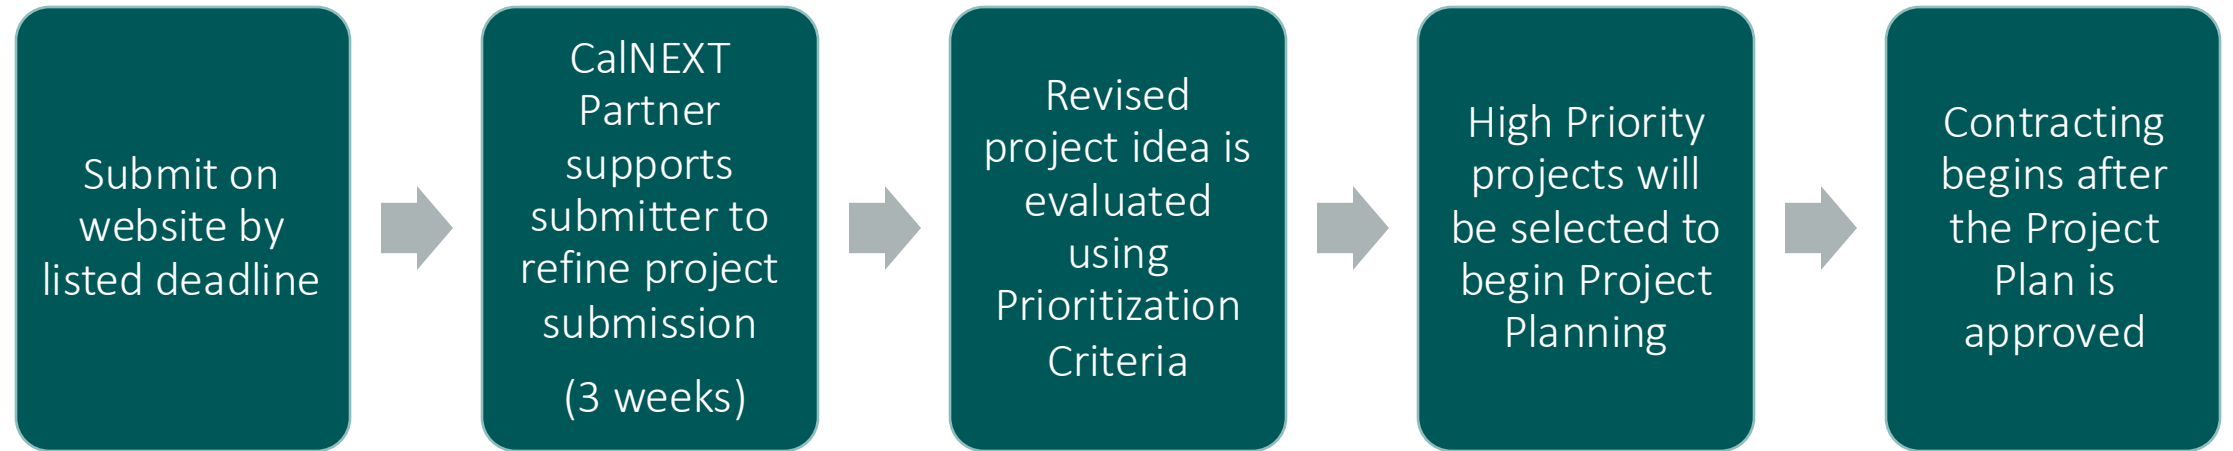 Submit on
website by
listed deadline
CalNEXT
Partner
supports
submitter to
refine project
submission
(3 weeks)
Revised
project idea is
evaluated
using
Prioritization
Criteria
High Priority
projects will
be selected to
begin Project
Planning
Contracting
begins after
the Project
Plan is
approved